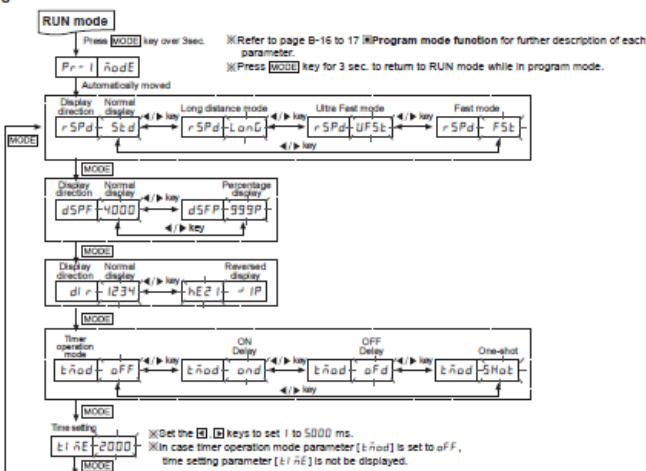 RUN mode
Press MODE key over 3sec.
※Refer to page B-16 to 17 ▣Program mode function for further description of each
parameter.
Pr-1 ñodE
※Press MODE key for 3 sec. to return to RUN mode while in program mode.
Automatically moved
Display direction Normal display Long distance mode Ultra Fast mode Fast mode
rSPd Std ◀/▶ key rSPd LonG ◀/▶ key rSPd UFSt ◀/▶ key rSPd FSt
MODE
◀/▶ key
MODE
Display direction Normal display Percentage display
dSPF 4000 ◀/▶ key dSFP 999P
◀/▶ key
MODE
Display direction Normal display Reversed display
dIr 1234 ◀/▶ key hE21 ᔨIP
MODE
Timer operation mode ON Delay OFF Delay One-shot
tñod oFF ◀/▶ key tñod ond ◀/▶ key tñod oFd ◀/▶ key tñod SHot
◀/▶ key
MODE
Time setting
tIñE 2000
※Set the ◀, ▶ keys to set 1 to 5000 ms.
※In case timer operation mode parameter [tñod] is set to oFF,
time setting parameter [tIñE] is not be displayed.
MODE